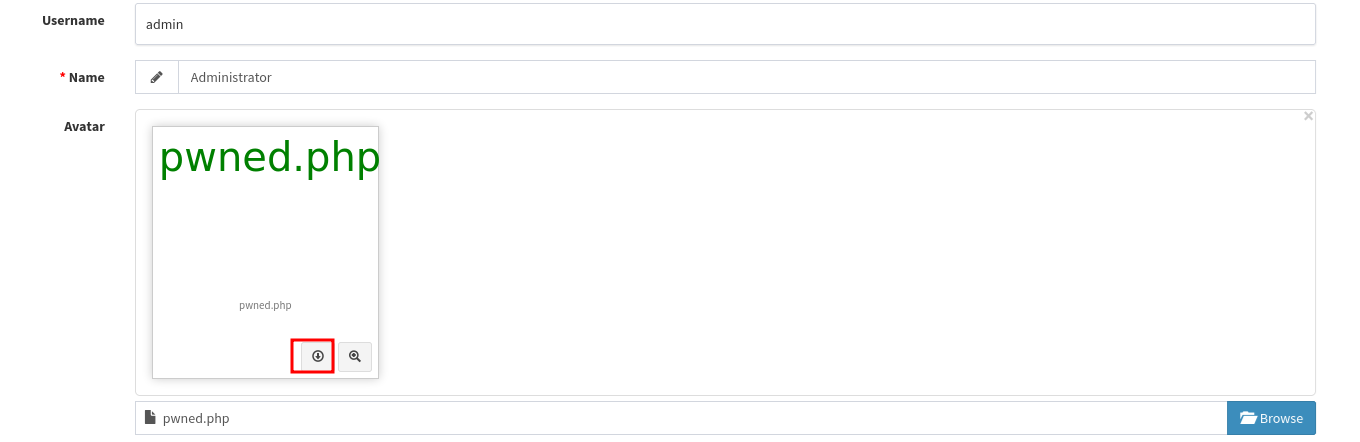 Username
admin
* Name
Administrator
Avatar
×
pwned.php
pwned.php
pwned.php
Browse